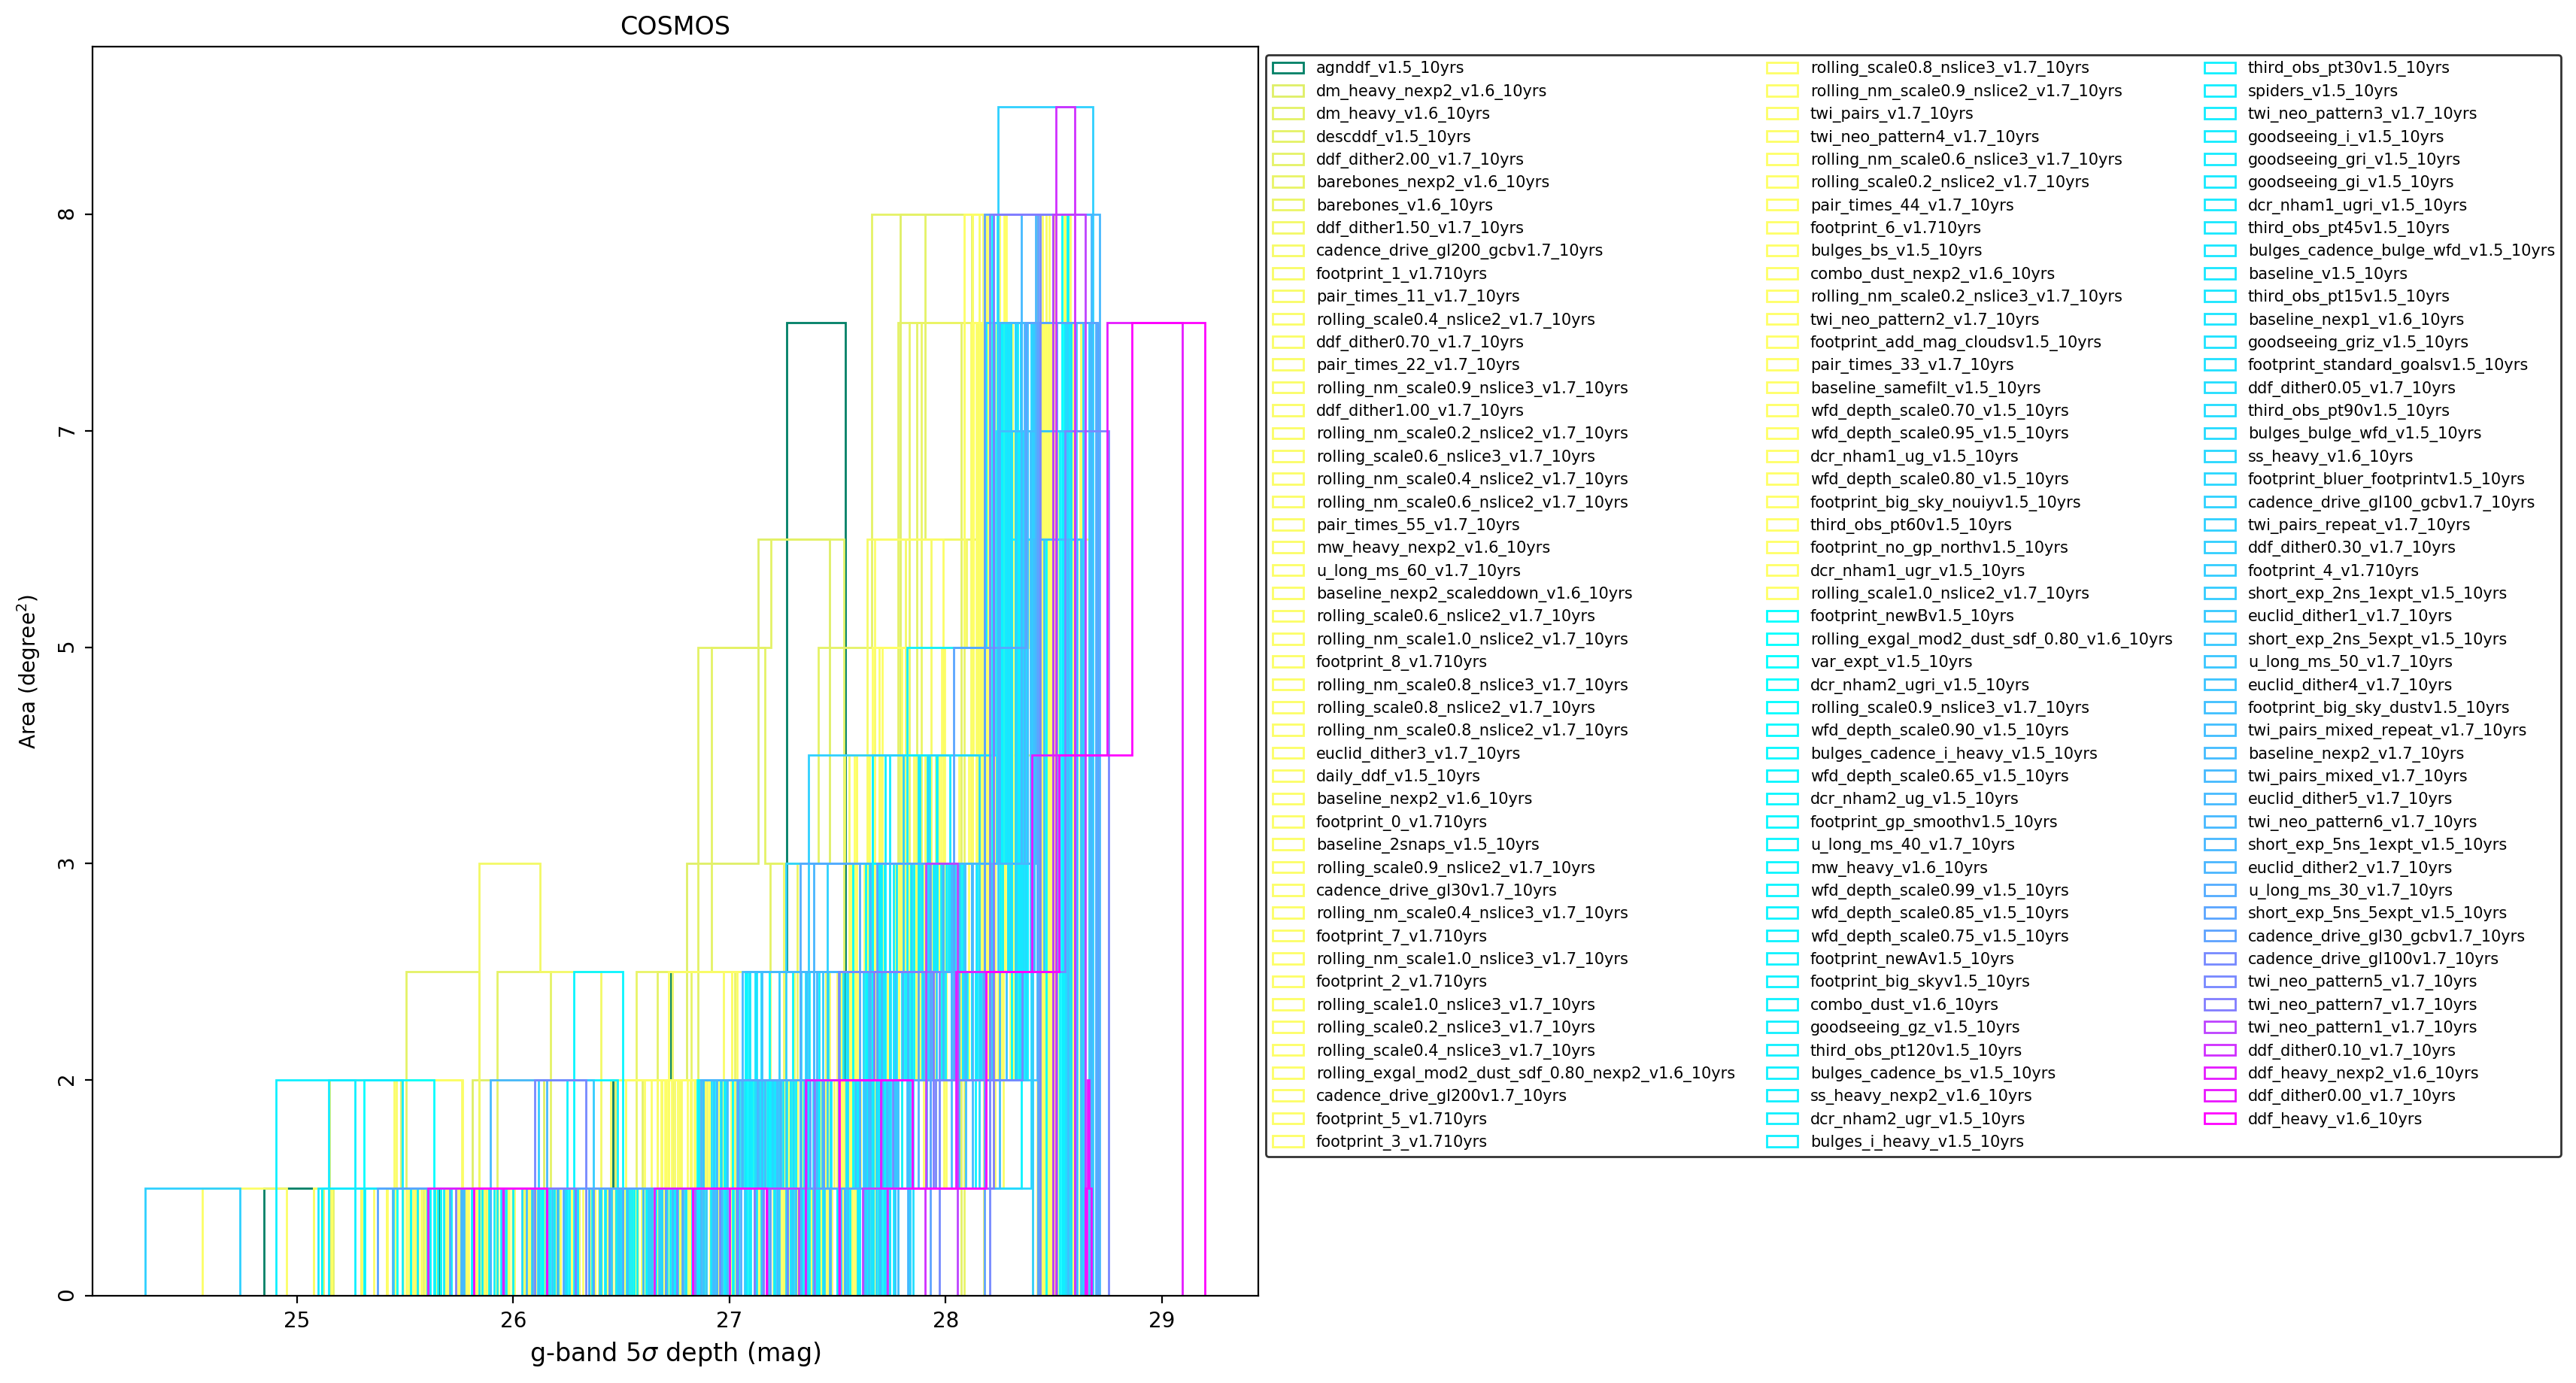 COSMOS
Area (degree²)
8
7
5
3
2
0
25 26 27 28 29
g-band 5σ depth (mag)
agnddf_v1.5_10yrs
dm_heavy_nexp2_v1.6_10yrs
dm_heavy_v1.6_10yrs
descddf_v1.5_10yrs
ddf_dither2.00_v1.7_10yrs
barebones_nexp2_v1.6_10yrs
barebones_v1.6_10yrs
ddf_dither1.50_v1.7_10yrs
cadence_drive_gl200_gcbv1.7_10yrs
footprint_1_v1.710yrs
pair_times_11_v1.7_10yrs
rolling_scale0.4_nslice2_v1.7_10yrs
ddf_dither0.70_v1.7_10yrs
pair_times_22_v1.7_10yrs
rolling_nm_scale0.9_nslice3_v1.7_10yrs
ddf_dither1.00_v1.7_10yrs
rolling_nm_scale0.2_nslice2_v1.7_10yrs
rolling_scale0.6_nslice3_v1.7_10yrs
rolling_nm_scale0.4_nslice2_v1.7_10yrs
rolling_nm_scale0.6_nslice2_v1.7_10yrs
pair_times_55_v1.7_10yrs
mw_heavy_nexp2_v1.6_10yrs
u_long_ms_60_v1.7_10yrs
baseline_nexp2_scaleddown_v1.6_10yrs
rolling_scale0.6_nslice2_v1.7_10yrs
rolling_nm_scale1.0_nslice2_v1.7_10yrs
footprint_8_v1.710yrs
rolling_nm_scale0.8_nslice3_v1.7_10yrs
rolling_scale0.8_nslice2_v1.7_10yrs
rolling_nm_scale0.8_nslice2_v1.7_10yrs
euclid_dither3_v1.7_10yrs
daily_ddf_v1.5_10yrs
baseline_nexp2_v1.6_10yrs
footprint_0_v1.710yrs
baseline_2snaps_v1.5_10yrs
rolling_scale0.9_nslice2_v1.7_10yrs
cadence_drive_gl30v1.7_10yrs
rolling_nm_scale0.4_nslice3_v1.7_10yrs
footprint_7_v1.710yrs
rolling_nm_scale1.0_nslice3_v1.7_10yrs
footprint_2_v1.710yrs
rolling_scale1.0_nslice3_v1.7_10yrs
rolling_scale0.2_nslice3_v1.7_10yrs
rolling_scale0.4_nslice3_v1.7_10yrs
rolling_exgal_mod2_dust_sdf_0.80_nexp2_v1.6_10yrs
cadence_drive_gl200v1.7_10yrs
footprint_5_v1.710yrs
footprint_3_v1.710yrs
rolling_scale0.8_nslice3_v1.7_10yrs
rolling_nm_scale0.9_nslice2_v1.7_10yrs
twi_pairs_v1.7_10yrs
twi_neo_pattern4_v1.7_10yrs
rolling_nm_scale0.6_nslice3_v1.7_10yrs
rolling_scale0.2_nslice2_v1.7_10yrs
pair_times_44_v1.7_10yrs
footprint_6_v1.710yrs
bulges_bs_v1.5_10yrs
combo_dust_nexp2_v1.6_10yrs
rolling_nm_scale0.2_nslice3_v1.7_10yrs
twi_neo_pattern2_v1.7_10yrs
footprint_add_mag_cloudsv1.5_10yrs
pair_times_33_v1.7_10yrs
baseline_samefilt_v1.5_10yrs
wfd_depth_scale0.70_v1.5_10yrs
wfd_depth_scale0.95_v1.5_10yrs
dcr_nham1_ug_v1.5_10yrs
wfd_depth_scale0.80_v1.5_10yrs
footprint_big_sky_nouiyv1.5_10yrs
third_obs_pt60v1.5_10yrs
footprint_no_gp_northv1.5_10yrs
dcr_nham1_ugr_v1.5_10yrs
rolling_scale1.0_nslice2_v1.7_10yrs
footprint_newBv1.5_10yrs
rolling_exgal_mod2_dust_sdf_0.80_v1.6_10yrs
var_expt_v1.5_10yrs
dcr_nham2_ugri_v1.5_10yrs
rolling_scale0.9_nslice3_v1.7_10yrs
wfd_depth_scale0.90_v1.5_10yrs
bulges_cadence_i_heavy_v1.5_10yrs
wfd_depth_scale0.65_v1.5_10yrs
dcr_nham2_ug_v1.5_10yrs
footprint_gp_smoothv1.5_10yrs
u_long_ms_40_v1.7_10yrs
mw_heavy_v1.6_10yrs
wfd_depth_scale0.99_v1.5_10yrs
wfd_depth_scale0.85_v1.5_10yrs
wfd_depth_scale0.75_v1.5_10yrs
footprint_newAv1.5_10yrs
footprint_big_skyv1.5_10yrs
combo_dust_v1.6_10yrs
goodseeing_gz_v1.5_10yrs
third_obs_pt120v1.5_10yrs
bulges_cadence_bs_v1.5_10yrs
ss_heavy_nexp2_v1.6_10yrs
dcr_nham2_ugr_v1.5_10yrs
bulges_i_heavy_v1.5_10yrs
third_obs_pt30v1.5_10yrs
spiders_v1.5_10yrs
twi_neo_pattern3_v1.7_10yrs
goodseeing_i_v1.5_10yrs
goodseeing_gri_v1.5_10yrs
goodseeing_gi_v1.5_10yrs
dcr_nham1_ugri_v1.5_10yrs
third_obs_pt45v1.5_10yrs
bulges_cadence_bulge_wfd_v1.5_10yrs
baseline_v1.5_10yrs
third_obs_pt15v1.5_10yrs
baseline_nexp1_v1.6_10yrs
goodseeing_griz_v1.5_10yrs
footprint_standard_goalsv1.5_10yrs
ddf_dither0.05_v1.7_10yrs
third_obs_pt90v1.5_10yrs
bulges_bulge_wfd_v1.5_10yrs
ss_heavy_v1.6_10yrs
footprint_bluer_footprintv1.5_10yrs
cadence_drive_gl100_gcbv1.7_10yrs
twi_pairs_repeat_v1.7_10yrs
ddf_dither0.30_v1.7_10yrs
footprint_4_v1.710yrs
short_exp_2ns_1expt_v1.5_10yrs
euclid_dither1_v1.7_10yrs
short_exp_2ns_5expt_v1.5_10yrs
u_long_ms_50_v1.7_10yrs
euclid_dither4_v1.7_10yrs
footprint_big_sky_dustv1.5_10yrs
twi_pairs_mixed_repeat_v1.7_10yrs
baseline_nexp2_v1.7_10yrs
twi_pairs_mixed_v1.7_10yrs
euclid_dither5_v1.7_10yrs
twi_neo_pattern6_v1.7_10yrs
short_exp_5ns_1expt_v1.5_10yrs
euclid_dither2_v1.7_10yrs
u_long_ms_30_v1.7_10yrs
short_exp_5ns_5expt_v1.5_10yrs
cadence_drive_gl30_gcbv1.7_10yrs
cadence_drive_gl100v1.7_10yrs
twi_neo_pattern5_v1.7_10yrs
twi_neo_pattern7_v1.7_10yrs
twi_neo_pattern1_v1.7_10yrs
ddf_dither0.10_v1.7_10yrs
ddf_heavy_nexp2_v1.6_10yrs
ddf_dither0.00_v1.7_10yrs
ddf_heavy_v1.6_10yrs